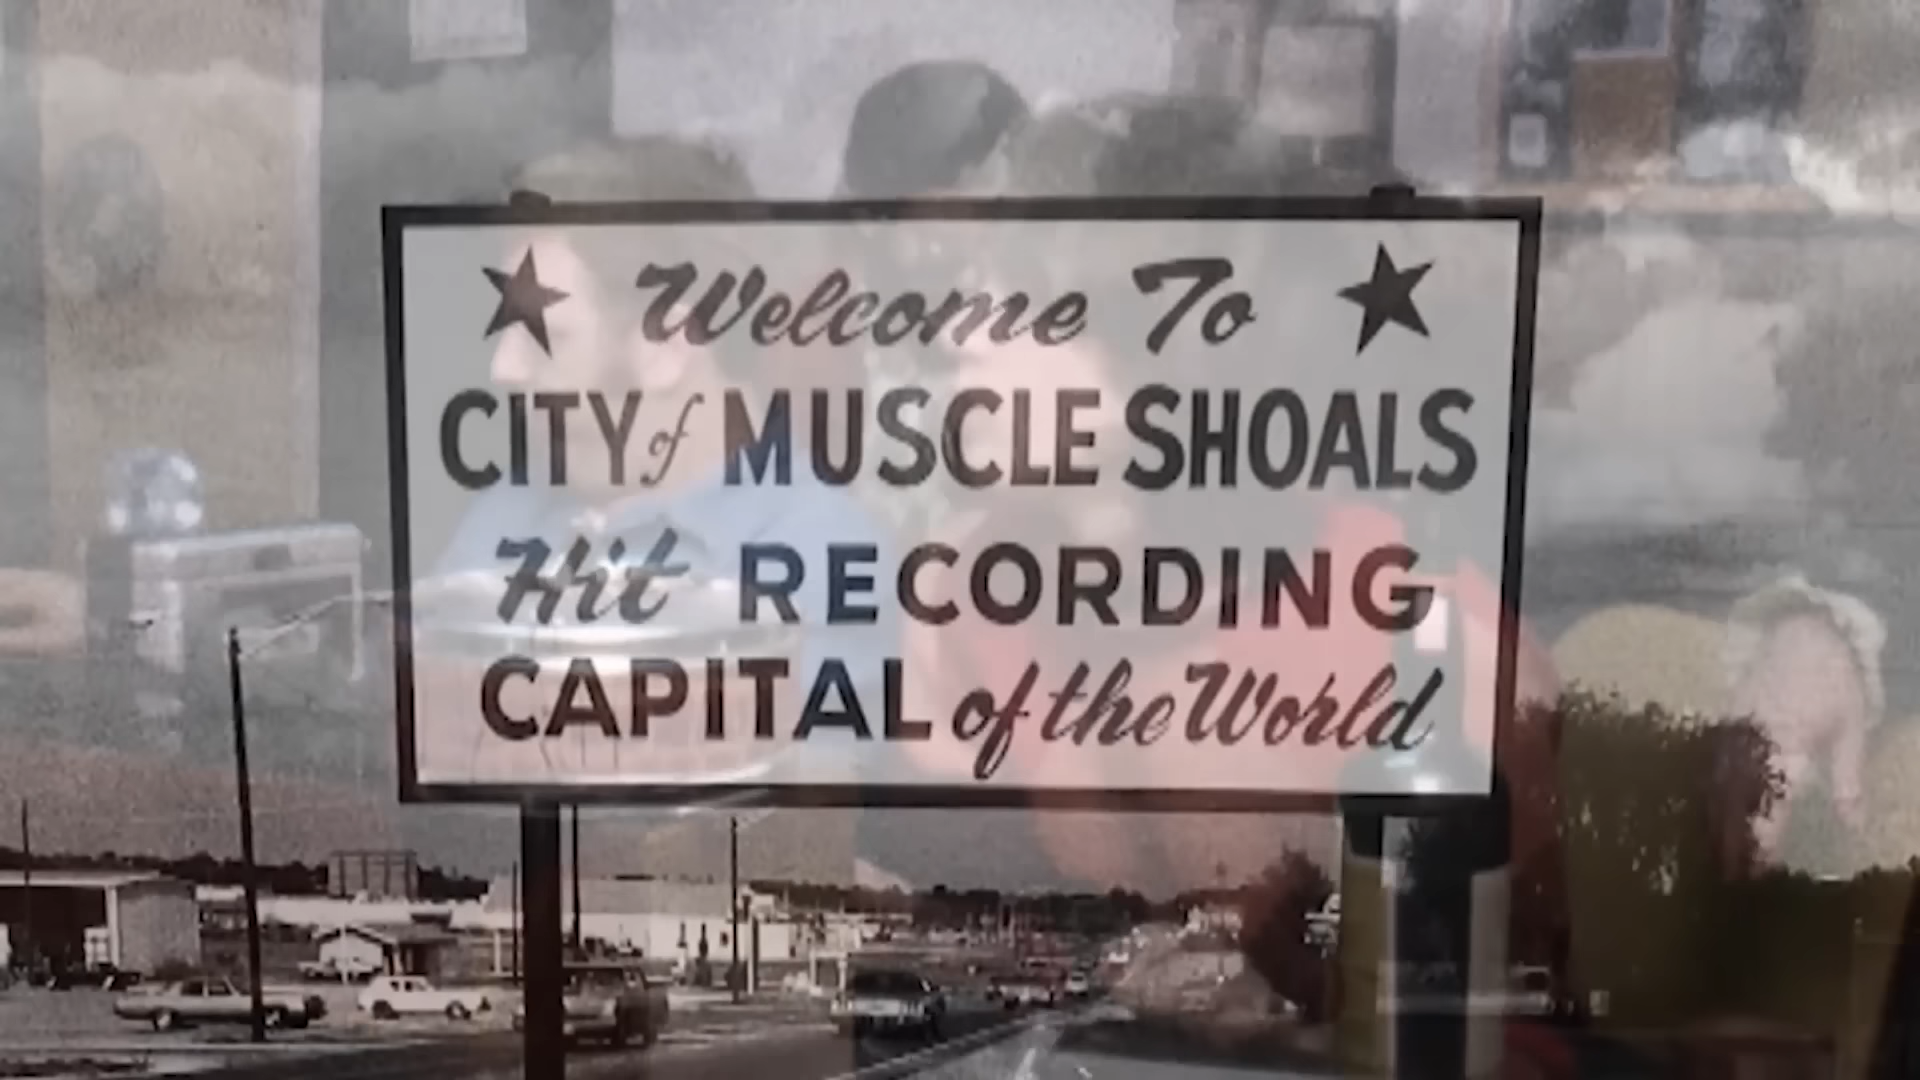 Welcome To
CITY of MUSCLE SHOALS
Hit RECORDING
CAPITAL of the World